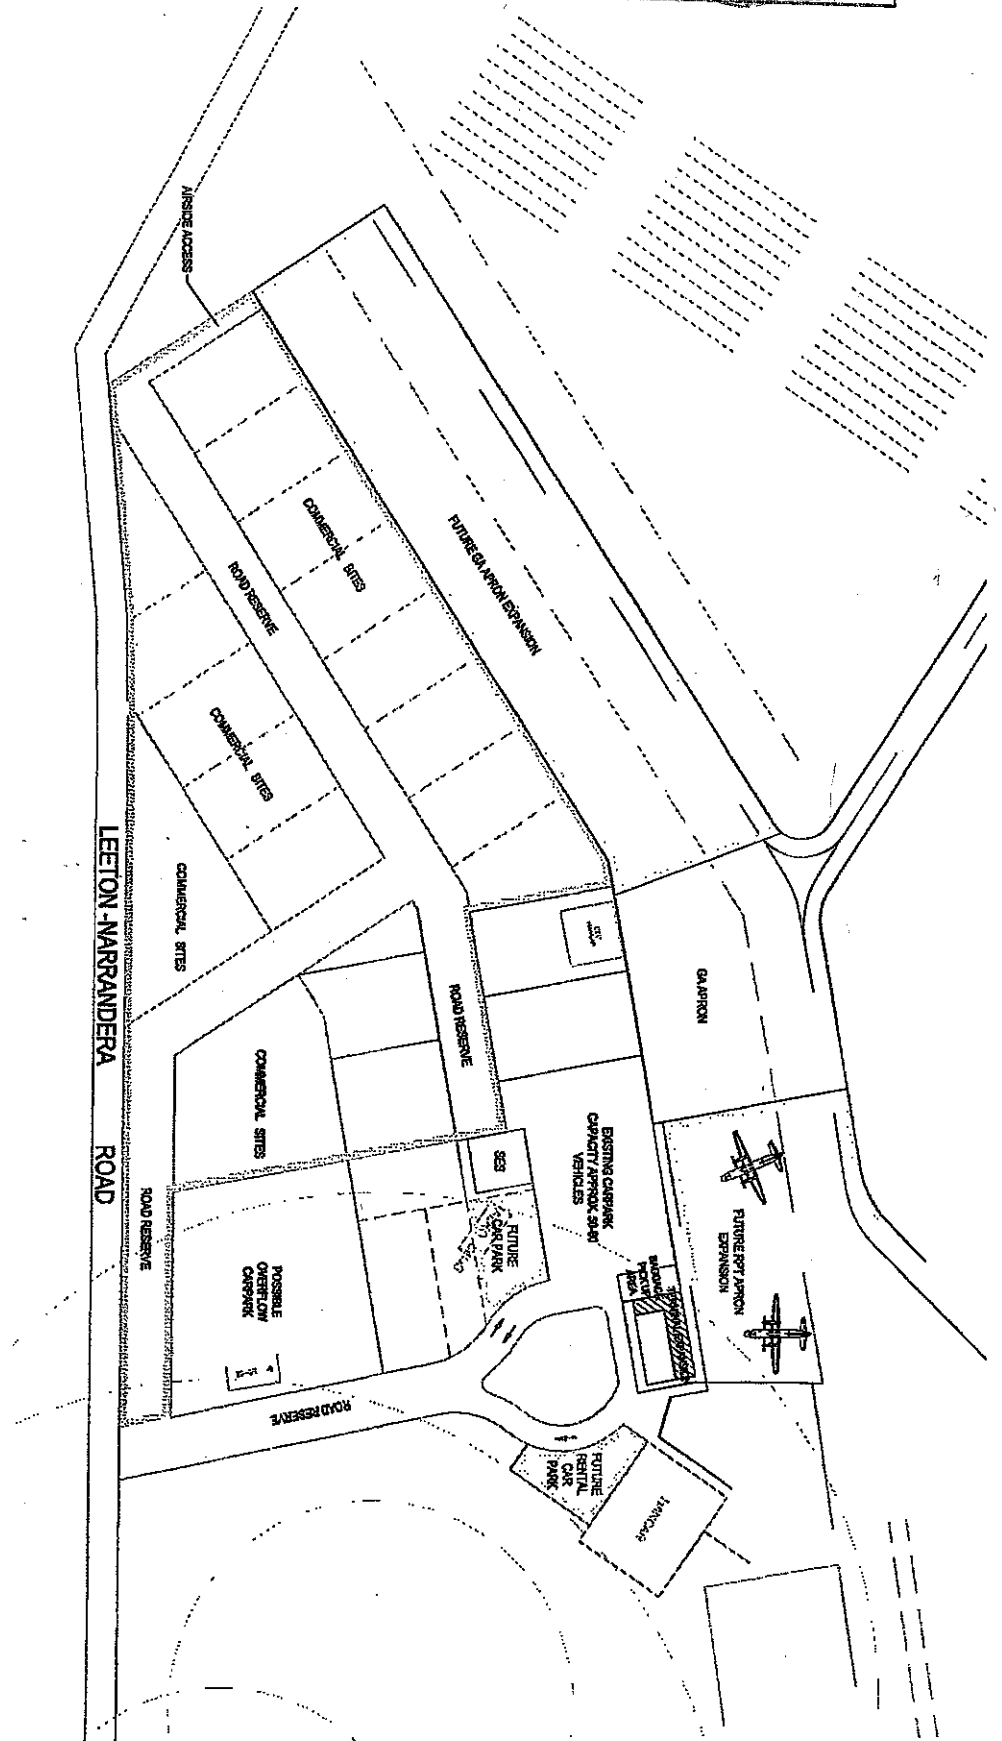 AIRSIDE ACCESS
COMMERCIAL SITES
FUTURE GA APRON EXPANSION
ROAD RESERVE
COMMERCIAL SITES
COMMERCIAL SITES
LEETON-NARRANDERA ROAD
GA APRON
ROAD RESERVE
COMMERCIAL SITES
EXISTING CARPARK
CAPACITY APPROX. 50-60
VEHICLES
SES
ROAD RESERVE
FUTURE
CAR PARK
FUTURE RPT APRON
EXPANSION
BAGGAGE
PICKUP
AREA
POSSIBLE
OVERFLOW
CARPARK
ROAD RESERVE
FUTURE
RENTAL
CAR
PARK